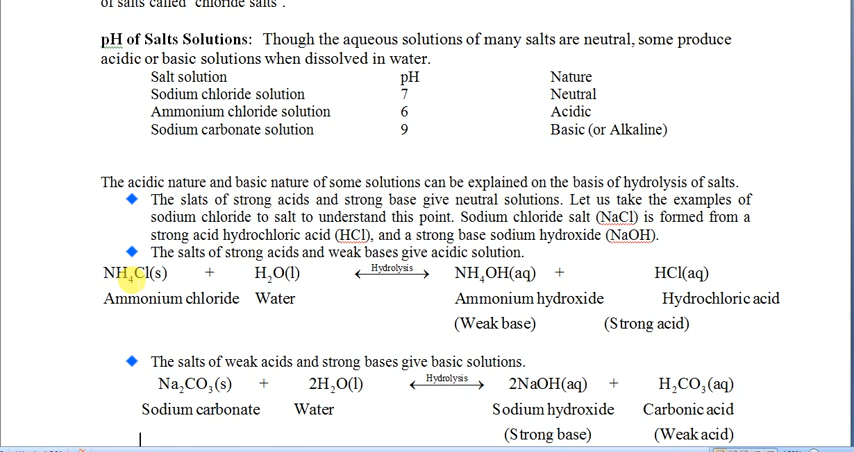 of salts called "chloride salts".
pH of Salts Solutions: Though the aqueous solutions of many salts are neutral, some produce
acidic or basic solutions when dissolved in water.
Salt solution pH Nature
Sodium chloride solution 7 Neutral
Ammonium chloride solution 6 Acidic
Sodium carbonate solution 9 Basic (or Alkaline)
The acidic nature and basic nature of some solutions can be explained on the basis of hydrolysis of salts.
The slats of strong acids and strong base give neutral solutions. Let us take the examples of
sodium chloride to salt to understand this point. Sodium chloride salt (NaCl) is formed from a
strong acid hydrochloric acid (HCl), and a strong base sodium hydroxide (NaOH).
The salts of strong acids and weak bases give acidic solution.
NH₄Cl(s) + H₂O(l) ⟷ Hydrolysis NH₄OH(aq) + HCl(aq)
Ammonium chloride Water Ammonium hydroxide Hydrochloric acid
(Weak base) (Strong acid)
The salts of weak acids and strong bases give basic solutions.
Na₂CO₃(s) + 2H₂O(l) ⟷ Hydrolysis 2NaOH(aq) + H₂CO₃(aq)
Sodium carbonate Water Sodium hydroxide Carbonic acid
(Strong base) (Weak acid)